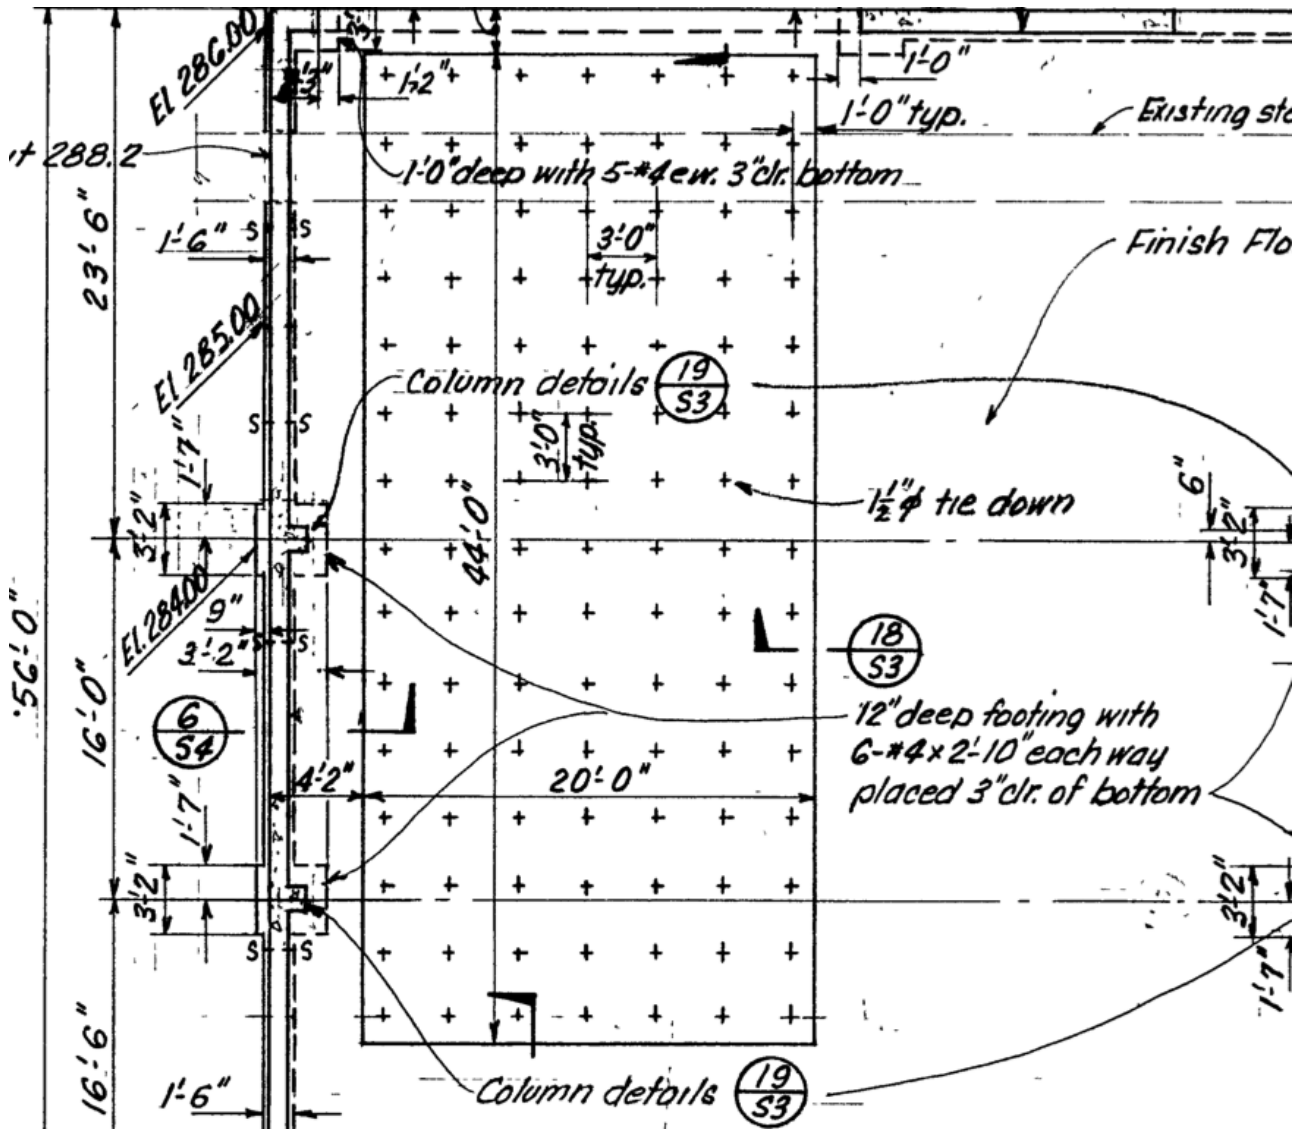 El 286.00
1'-3"
1'-2"
1'-0"
1'-0" typ.
Existing
288.2
1'-0" deep with 5-#4 ew. 3" clr. bottom
23'-6"
1'-6"
S S
3'-0"
typ.
Finish
El 285.00
Column details
19
S3
S S
1'-7"
3'-0"
typ.
44'-0"
1½"ϕ tie down
6"
3'-2"
3'-2"
1'-7"
El. 284.00
9"
S S
3'-2"
56'-0"
16'-0"
18
S3
6
S4
12" deep footing with
6-#4 x 2'-10" each way
placed 3" clr. of bottom
4'-2"
20'-0"
1'-7"
3'-2"
3'-2"
S S
1'-7"
16'-6"
1'-6"
Column details
19
S3